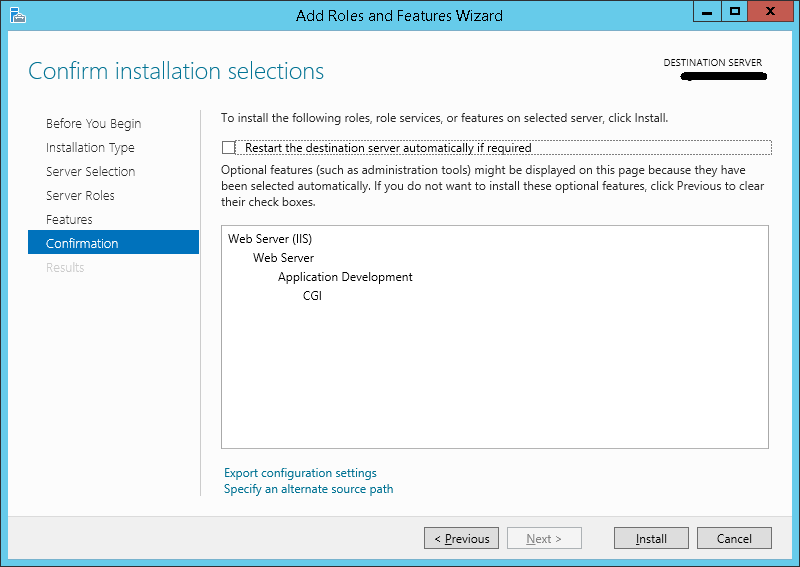 Add Roles and Features Wizard
Confirm installation selections
DESTINATION SERVER
Before You Begin
Installation Type
Server Selection
Server Roles
Features
Confirmation
Results
To install the following roles, role services, or features on selected server, click Install.
Restart the destination server automatically if required
Optional features (such as administration tools) might be displayed on this page because they have
been selected automatically. If you do not want to install these optional features, click Previous to clear
their check boxes.
Web Server (IIS)
Web Server
Application Development
CGI
Export configuration settings
Specify an alternate source path
< Previous
Next >
Install
Cancel